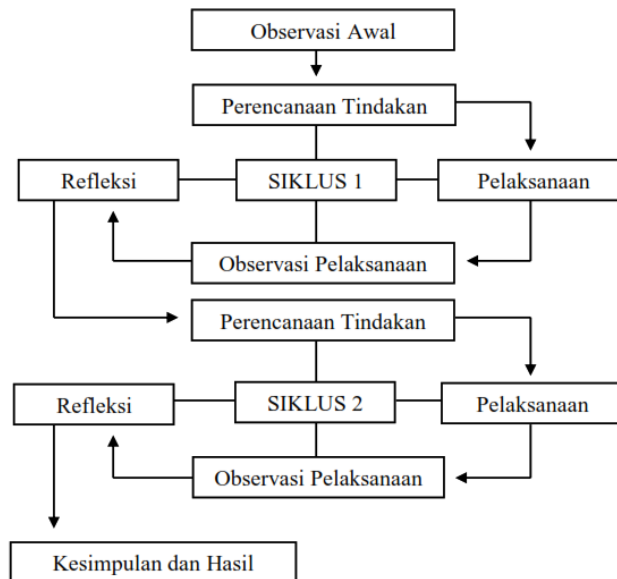 Observasi Awal
Perencanaan Tindakan
Refleksi
SIKLUS 1
Pelaksanaan
Observasi Pelaksanaan
Perencanaan Tindakan
Refleksi
SIKLUS 2
Pelaksanaan
Observasi Pelaksanaan
Kesimpulan dan Hasil